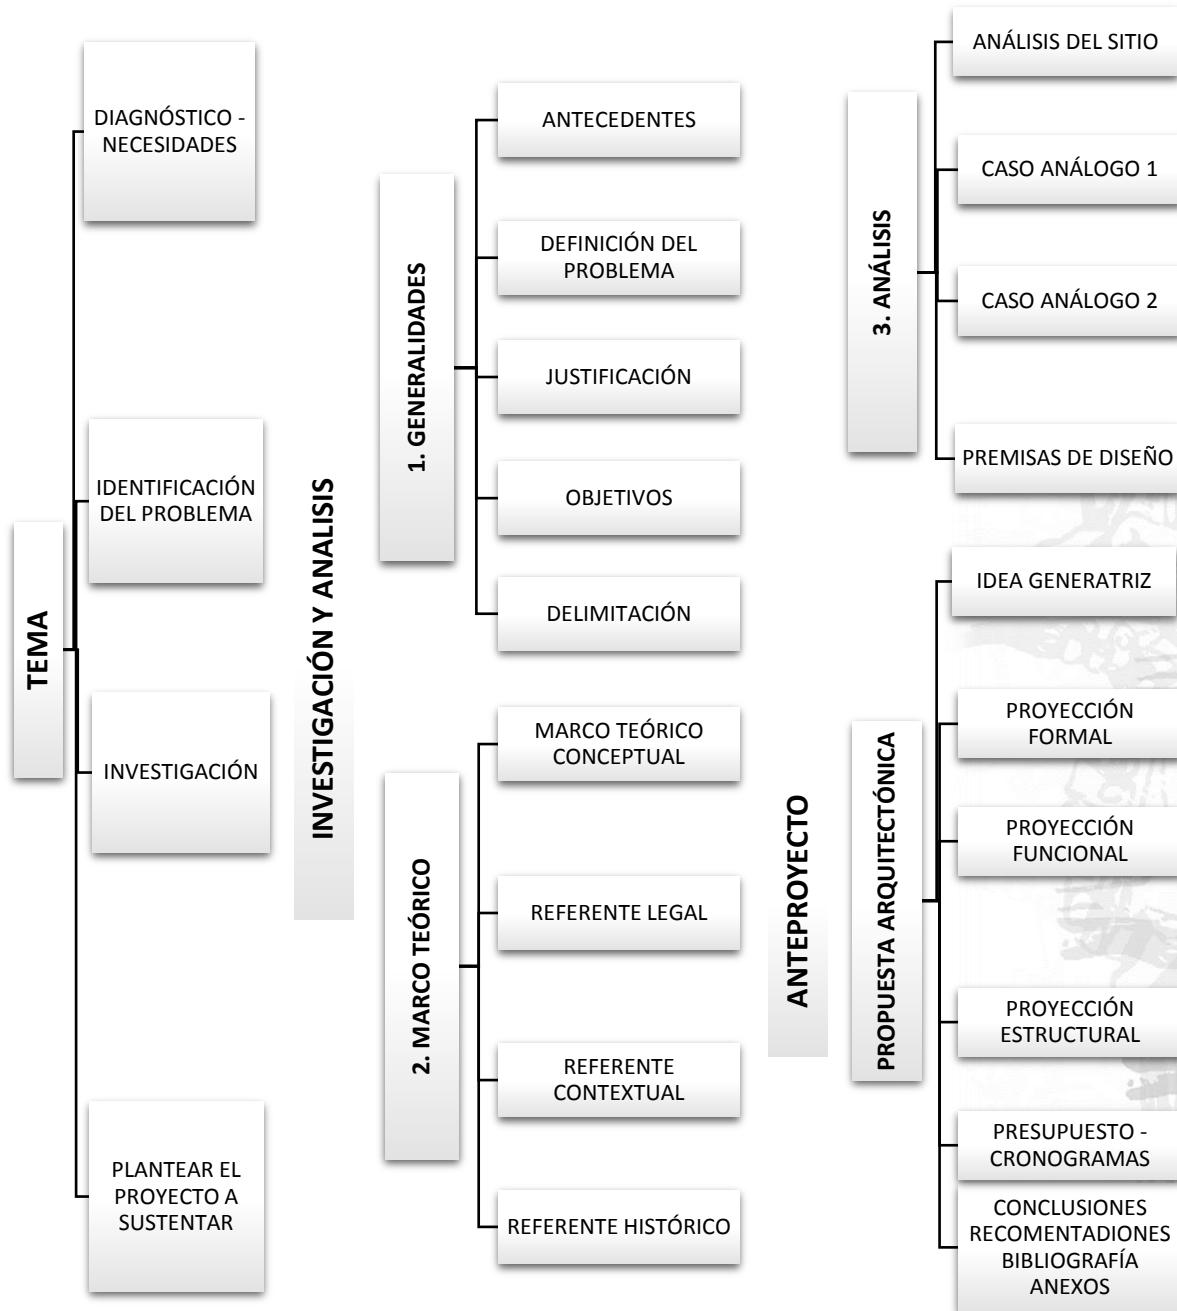 TEMA
DIAGNÓSTICO -
NECESIDADES
IDENTIFICACIÓN
DEL PROBLEMA
INVESTIGACIÓN
PLANTEAR EL
PROYECTO A
SUSTENTAR
INVESTIGACIÓN Y ANALISIS
1. GENERALIDADES
ANTECEDENTES
DEFINICIÓN DEL
PROBLEMA
JUSTIFICACIÓN
OBJETIVOS
DELIMITACIÓN
2. MARCO TEÓRICO
MARCO TEÓRICO
CONCEPTUAL
REFERENTE LEGAL
REFERENTE
CONTEXTUAL
REFERENTE HISTÓRICO
3. ANÁLISIS
ANÁLISIS DEL SITIO
CASO ANÁLOGO 1
CASO ANÁLOGO 2
PREMISAS DE DISEÑO
ANTEPROYECTO
PROPUESTA ARQUITECTÓNICA
IDEA GENERATRIZ
PROYECCIÓN
FORMAL
PROYECCIÓN
FUNCIONAL
PROYECCIÓN
ESTRUCTURAL
PRESUPUESTO -
CRONOGRAMAS
CONCLUSIONES
RECOMENTADIONES
BIBLIOGRAFÍA
ANEXOS